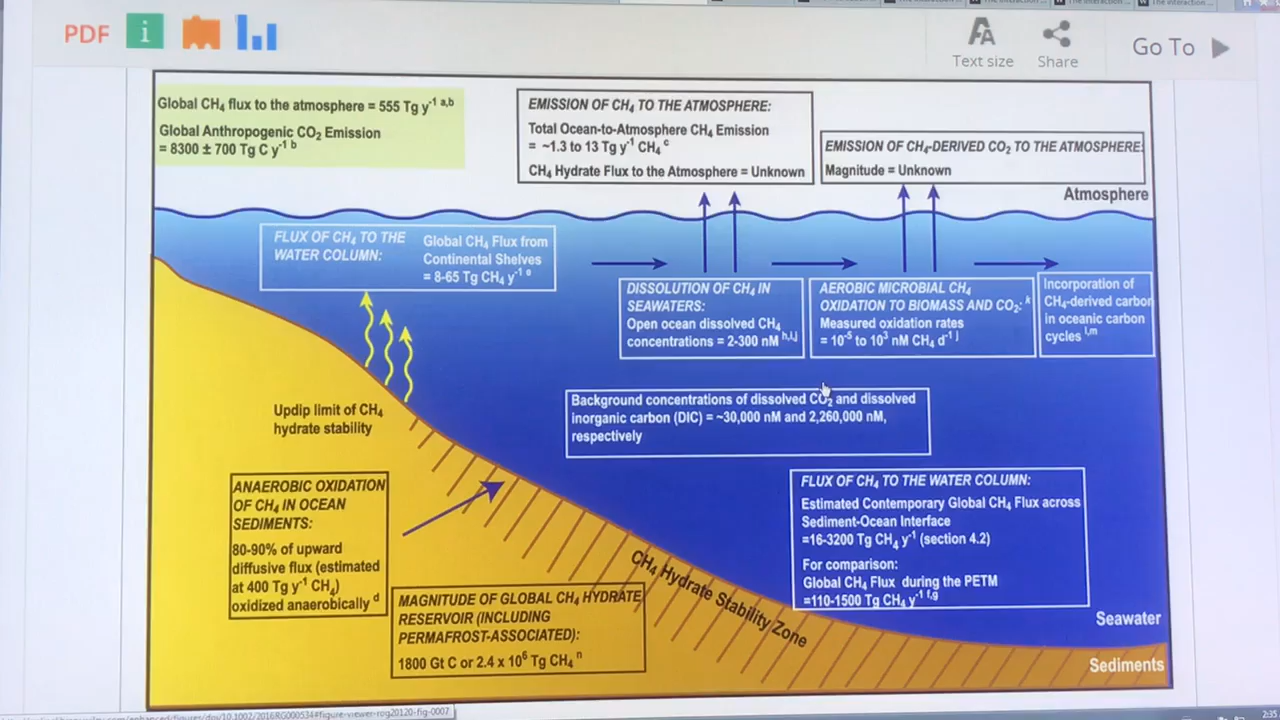 PDF
i
Text size
Share
Go To
Global CH₄ flux to the atmosphere = 555 Tg y⁻¹ ᵃ,ᵇ
Global Anthropogenic CO₂ Emission
= 8300 ± 700 Tg C y⁻¹ ᵇ
EMISSION OF CH₄ TO THE ATMOSPHERE:
Total Ocean-to-Atmosphere CH₄ Emission
= ~1.3 to 13 Tg y⁻¹ CH₄ ᶜ
CH₄ Hydrate Flux to the Atmosphere = Unknown
EMISSION OF CH₄-DERIVED CO₂ TO THE ATMOSPHERE:
Magnitude = Unknown
Atmosphere
FLUX OF CH₄ TO THE
WATER COLUMN:
Global CH₄ Flux from
Continental Shelves
= 8-65 Tg CH₄ y⁻¹ ᵉ
DISSOLUTION OF CH₄ IN
SEAWATERS:
Open ocean dissolved CH₄
concentrations = 2-300 nM ʰ,ⁱ,ʲ
AEROBIC MICROBIAL CH₄
OXIDATION TO BIOMASS AND CO₂: ᵏ
Measured oxidation rates
= 10⁻⁵ to 10³ nM CH₄ d⁻¹ ʲ
Incorporation of
CH₄-derived carbon
in oceanic carbon
cycles ˡ,ᵐ
Background concentrations of dissolved CO₂ and dissolved
inorganic carbon (DIC) = ~30,000 nM and 2,260,000 nM,
respectively
Updip limit of CH₄
hydrate stability
ANAEROBIC OXIDATION
OF CH₄ IN OCEAN
SEDIMENTS:
80-90% of upward
diffusive flux (estimated
at 400 Tg y⁻¹ CH₄)
oxidized anaerobically ᵈ
FLUX OF CH₄ TO THE WATER COLUMN:
Estimated Contemporary Global CH₄ Flux across
Sediment-Ocean Interface
=16-3200 Tg CH₄ y⁻¹ (section 4.2)
For comparison:
Global CH₄ Flux during the PETM
=110-1500 Tg CH₄ y⁻¹ ᶠ,ᵍ
CH₄ Hydrate Stability Zone
MAGNITUDE OF GLOBAL CH₄ HYDRATE
RESERVOIR (INCLUDING
PERMAFROST-ASSOCIATED):
1800 Gt C or 2.4 x 10⁶ Tg CH₄ ⁿ
Seawater
Sediments
2:35